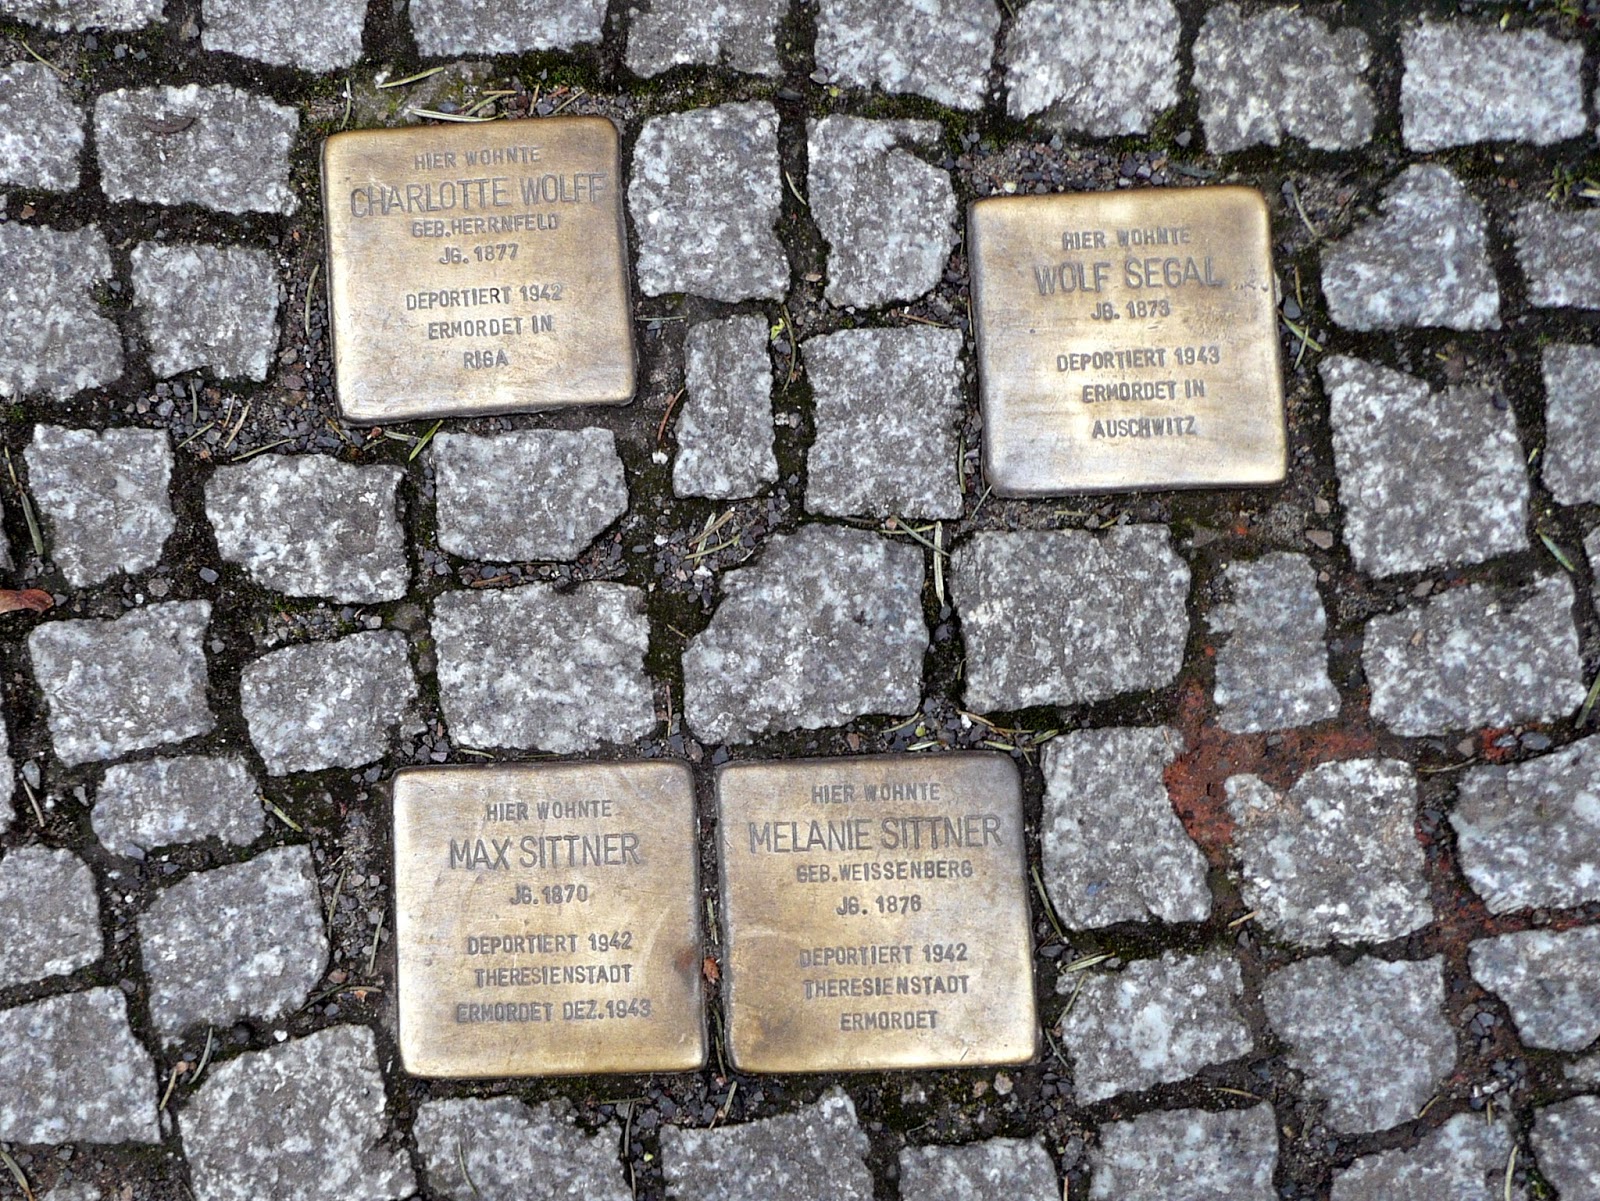 HIER WOHNTE
CHARLOTTE WOLFF
GEB.HERRNFELD
JG. 1877
DEPORTIERT 1942
ERMORDET IN
RIGA
HIER WOHNTE
WOLF SEGAL
JG. 1873
DEPORTIERT 1943
ERMORDET IN
AUSCHWITZ
HIER WOHNTE
MAX SITTNER
JG.1870
DEPORTIERT 1942
THERESIENSTADT
ERMORDET DEZ.1943
HIER WOHNTE
MELANIE SITTNER
GEB.WEISSENBERG
JG. 1876
DEPORTIERT 1942
THERESIENSTADT
ERMORDET